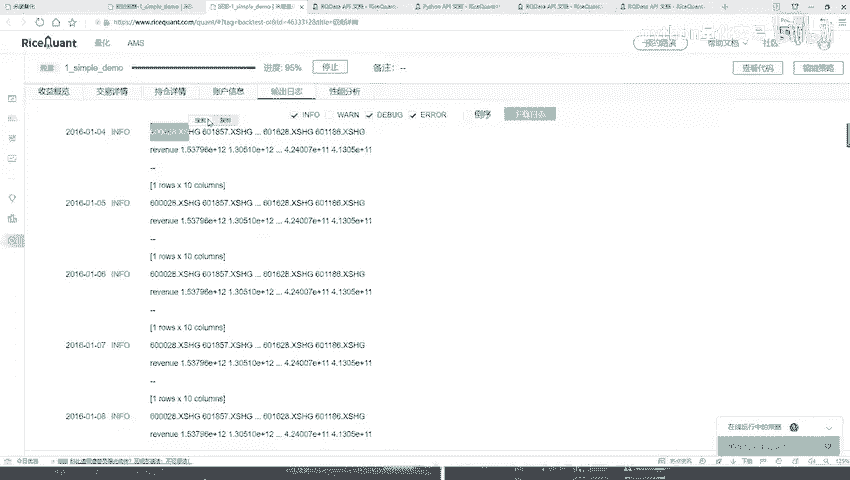 https://www.ricequant.com/quant/
RiceQuant 量化 AMS 帮助文档 社区
1_simple_demo 进度: 95% 停止 备注: -- 查看代码 编辑策略
收益概览 交易详情 持仓详情 账户信息 输出日志 性能分析
INFO WARN DEBUG ERROR 倒序 下载日志
2016-01-04 INFO 600028.XSHG 601857.XSHG ... 601628.XSHG 601186.XSHG
revenue 1.53796e+12 1.30510e+12 ... 4.24007e+11 4.1305e+11
--
[1 rows x 10 columns]
2016-01-05 INFO 600028.XSHG 601857.XSHG ... 601628.XSHG 601186.XSHG
revenue 1.53796e+12 1.30510e+12 ... 4.24007e+11 4.1305e+11
--
[1 rows x 10 columns]
2016-01-06 INFO 600028.XSHG 601857.XSHG ... 601628.XSHG 601186.XSHG
revenue 1.53796e+12 1.30510e+12 ... 4.24007e+11 4.1305e+11
--
[1 rows x 10 columns]
2016-01-07 INFO 600028.XSHG 601857.XSHG ... 601628.XSHG 601186.XSHG
revenue 1.53796e+12 1.30510e+12 ... 4.24007e+11 4.1305e+11
--
[1 rows x 10 columns]
2016-01-08 INFO 600028.XSHG 601857.XSHG ... 601628.XSHG 601186.XSHG
revenue 1.53796e+12 1.30510e+12 ... 4.24007e+11 4.1305e+11
125%